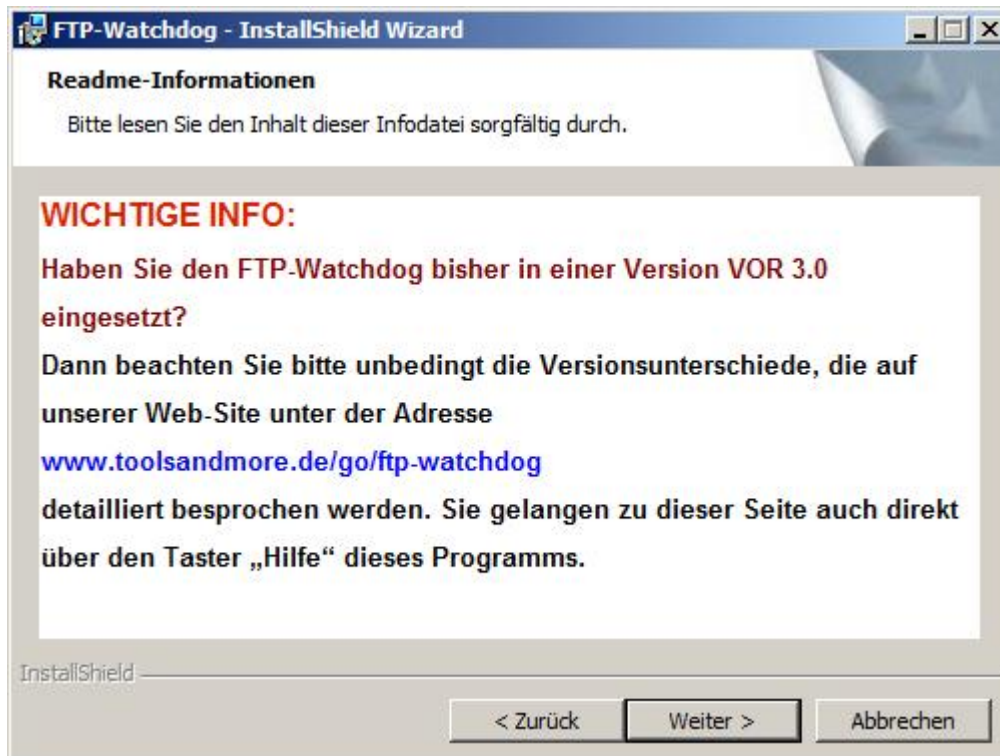 FTP-Watchdog - InstallShield Wizard
Readme-Informationen
Bitte lesen Sie den Inhalt dieser Infodatei sorgfältig durch.
WICHTIGE INFO:
Haben Sie den FTP-Watchdog bisher in einer Version VOR 3.0
eingesetzt?
Dann beachten Sie bitte unbedingt die Versionsunterschiede, die auf
unserer Web-Site unter der Adresse
www.toolsandmore.de/go/ftp-watchdog
detailliert besprochen werden. Sie gelangen zu dieser Seite auch direkt
über den Taster „Hilfe“ dieses Programms.
InstallShield
< Zurück Weiter > Abbrechen